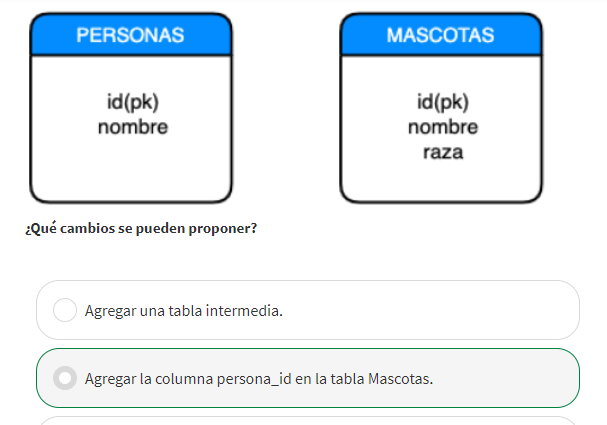 PERSONAS
id(pk)
nombre
MASCOTAS
id(pk)
nombre
raza
¿Qué cambios se pueden proponer?
Agregar una tabla intermedia.
Agregar la columna persona_id en la tabla Mascotas.